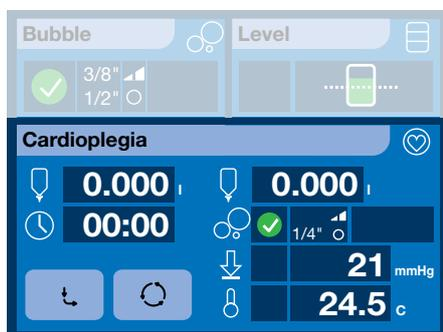 Bubble
Level
3/8"
1/2"
Cardioplegia
0.000 l
0.000 l
00:00
1/4"
21 mmHg
24.5 C